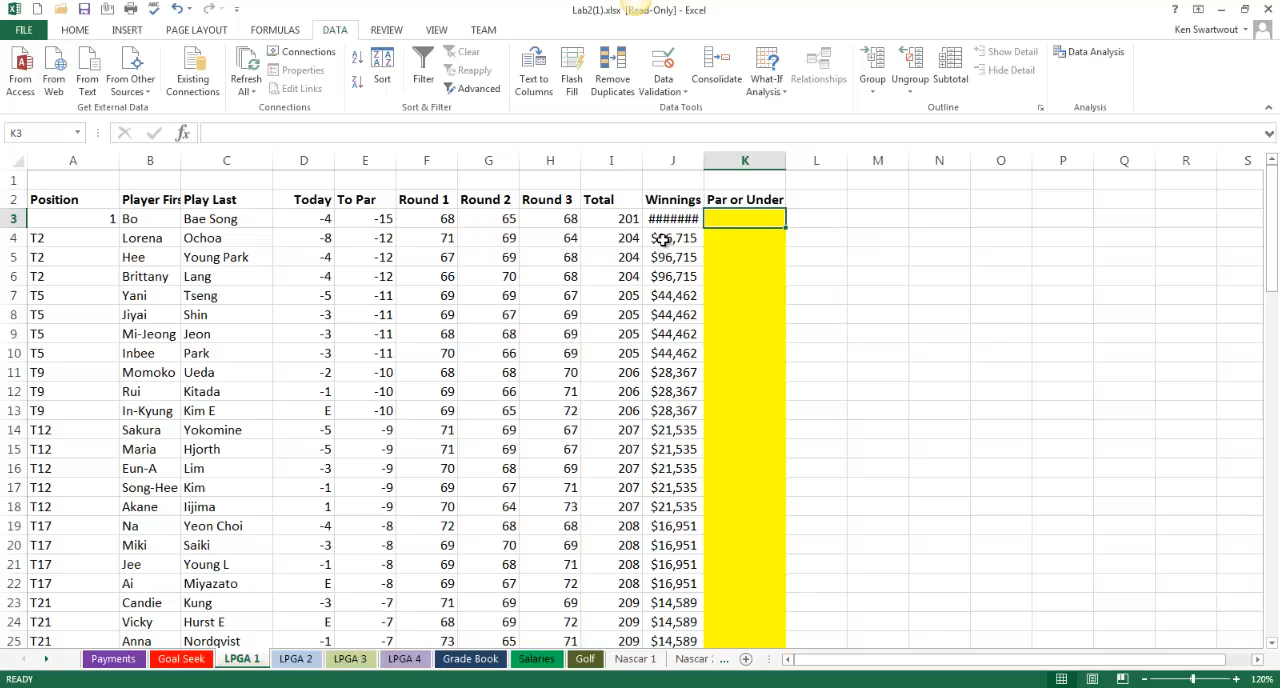 Lab2(1).xlsx [Read-Only] - Excel
FILE HOME INSERT PAGE LAYOUT FORMULAS DATA REVIEW VIEW TEAM Ken Swartwout
From Access From Web From Text From Other Sources Existing Connections Refresh All Connections Properties Edit Links Sort Filter Clear Reapply Advanced Text to Columns Flash Fill Remove Duplicates Data Validation Consolidate What-If Analysis Relationships Group Ungroup Subtotal Show Detail Hide Detail Data Analysis
Get External Data Connections Sort & Filter Data Tools Outline Analysis
K3 fx
A B C D E F G H I J K L M N O P Q R S
1
2 Position Player Firs Play Last Today To Par Round 1 Round 2 Round 3 Total Winnings Par or Under
3 1 Bo Bae Song -4 -15 68 65 68 201 #######
4 T2 Lorena Ochoa -8 -12 71 69 64 204 ,715
5 T2 Hee Young Park -4 -12 67 69 68 204 $96,715
6 T2 Brittany Lang -4 -12 66 70 68 204 $96,715
7 T5 Yani Tseng -5 -11 69 69 67 205 $44,462
8 T5 Jiyai Shin -3 -11 69 67 69 205 $44,462
9 T5 Mi-Jeong Jeon -3 -11 68 68 69 205 $44,462
10 T5 Inbee Park -3 -11 70 66 69 205 $44,462
11 T9 Momoko Ueda -2 -10 68 68 70 206 $28,367
12 T9 Rui Kitada -1 -10 69 66 71 206 $28,367
13 T9 In-Kyung Kim E E -10 69 65 72 206 $28,367
14 T12 Sakura Yokomine -5 -9 71 69 67 207 $21,535
15 T12 Maria Hjorth -5 -9 71 69 67 207 $21,535
16 T12 Eun-A Lim -3 -9 70 68 69 207 $21,535
17 T12 Song-Hee Kim -1 -9 69 67 71 207 $21,535
18 T12 Akane Iijima 1 -9 70 64 73 207 $21,535
19 T17 Na Yeon Choi -4 -8 72 68 68 208 $16,951
20 T17 Miki Saiki -3 -8 69 70 69 208 $16,951
21 T17 Jee Young L -1 -8 69 68 71 208 $16,951
22 T17 Ai Miyazato E -8 69 67 72 208 $16,951
23 T21 Candie Kung -3 -7 71 69 69 209 $14,589
24 T21 Vicky Hurst E E -7 68 69 72 209 $14,589
25 T21 Anna Nordqvist -1 -7 73 65 71 209 $14,589
Payments Goal Seek LPGA 1 LPGA 2 LPGA 3 LPGA 4 Grade Book Salaries Golf Nascar 1 Nascar ...
READY 120%